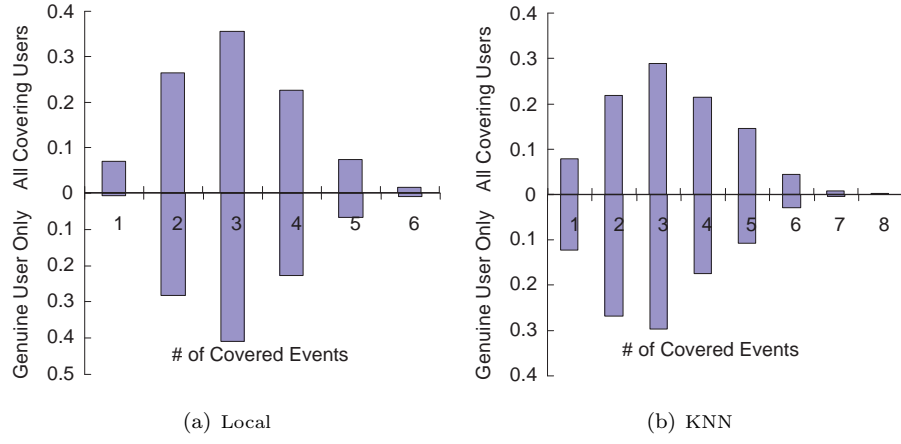 All Covering Users
Genuine User Only
0.4
0.3
0.2
0.1
0
0.1
0.2
0.3
0.4
0.5
1 2 3 4 5 6
# of Covered Events
(a) Local
All Covering Users
Genuine User Only
0.4
0.3
0.2
0.1
0
0.1
0.2
0.3
0.4
1 2 3 4 5 6 7 8
# of Covered Events
(b) KNN